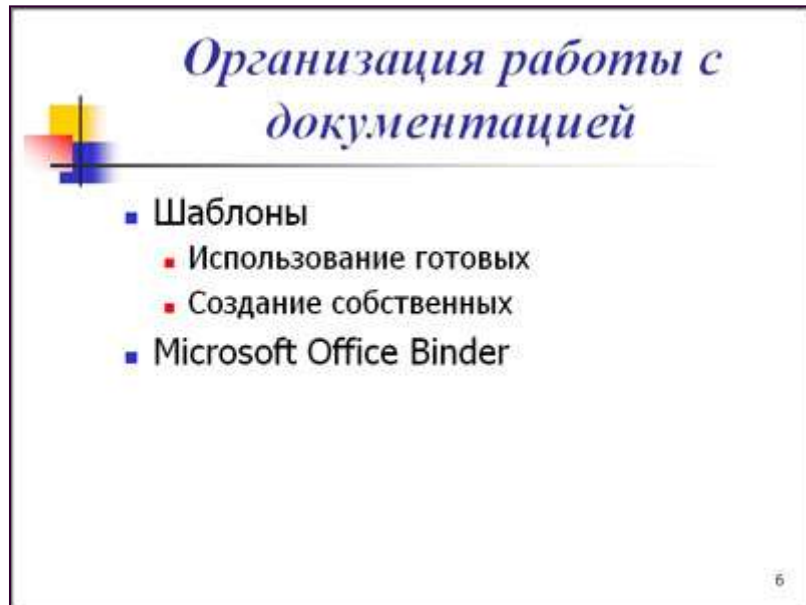 Организация работы с
документацией
Шаблоны
Использование готовых
Создание собственных
Microsoft Office Binder
6